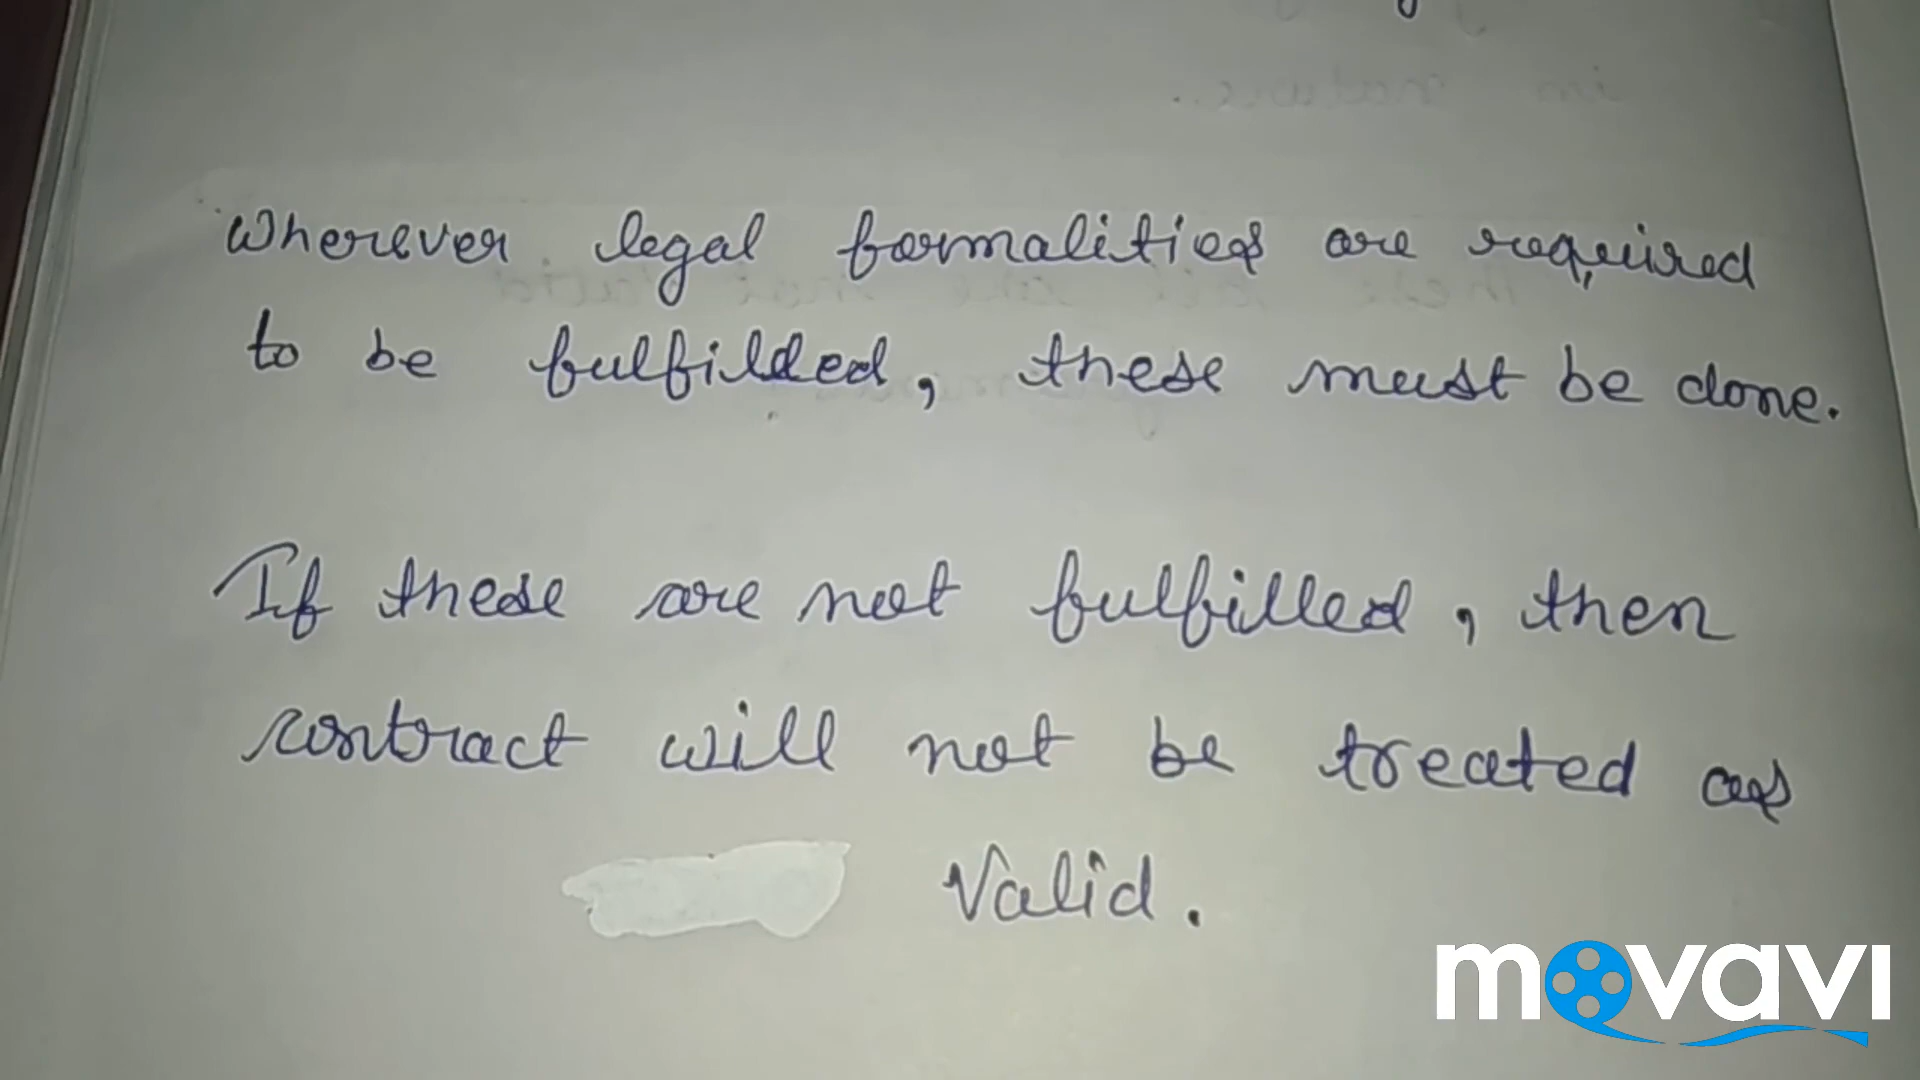 Wherever legal formalities are required
to be fulfilled, these must be done.
If these are not fulfilled, then
contract will not be treated as
Valid.
movavi